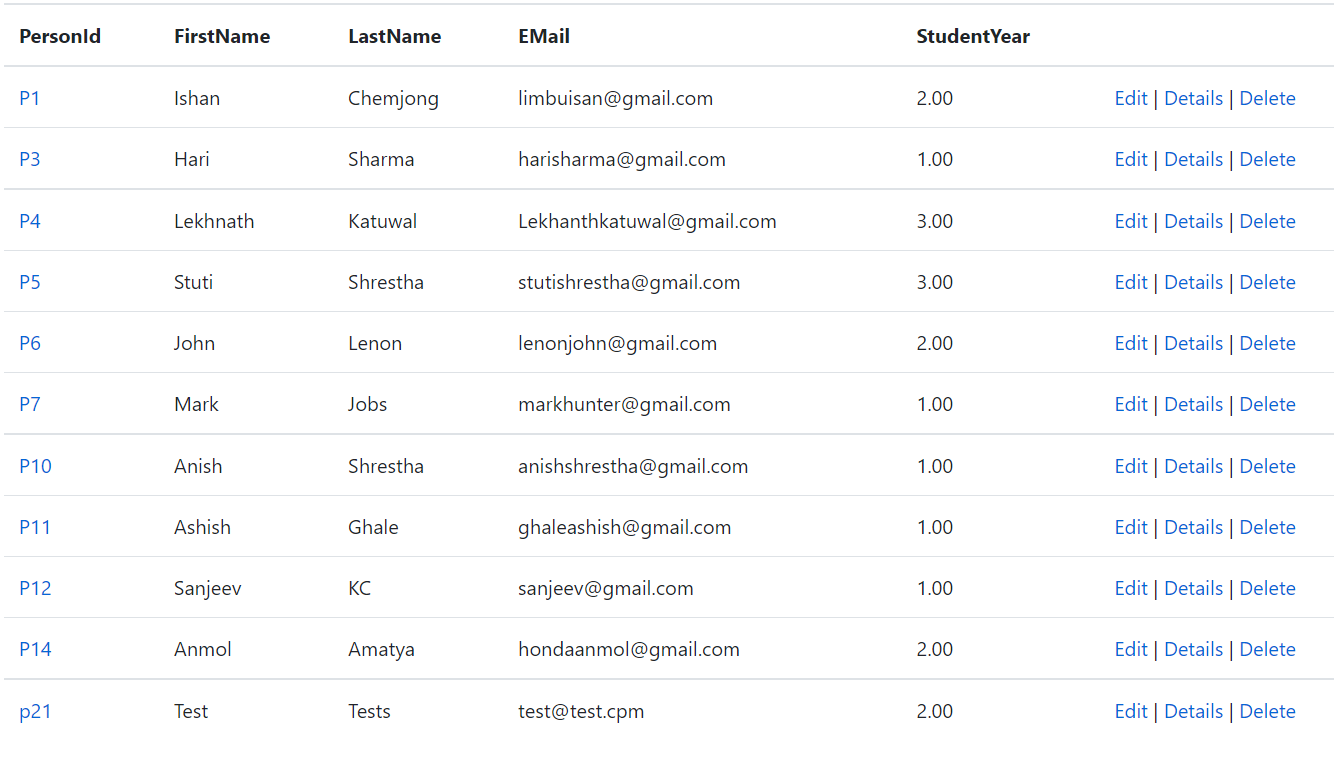 PersonId FirstName LastName EMail StudentYear
P1 Ishan Chemjong limbuisan@gmail.com 2.00 Edit | Details | Delete
P3 Hari Sharma harisharma@gmail.com 1.00 Edit | Details | Delete
P4 Lekhnath Katuwal Lekhanthkatuwal@gmail.com 3.00 Edit | Details | Delete
P5 Stuti Shrestha stutishrestha@gmail.com 3.00 Edit | Details | Delete
P6 John Lenon lenonjohn@gmail.com 2.00 Edit | Details | Delete
P7 Mark Jobs markhunter@gmail.com 1.00 Edit | Details | Delete
P10 Anish Shrestha anishshrestha@gmail.com 1.00 Edit | Details | Delete
P11 Ashish Ghale ghaleashish@gmail.com 1.00 Edit | Details | Delete
P12 Sanjeev KC sanjeev@gmail.com 1.00 Edit | Details | Delete
P14 Anmol Amatya hondaanmol@gmail.com 2.00 Edit | Details | Delete
p21 Test Tests test@test.cpm 2.00 Edit | Details | Delete